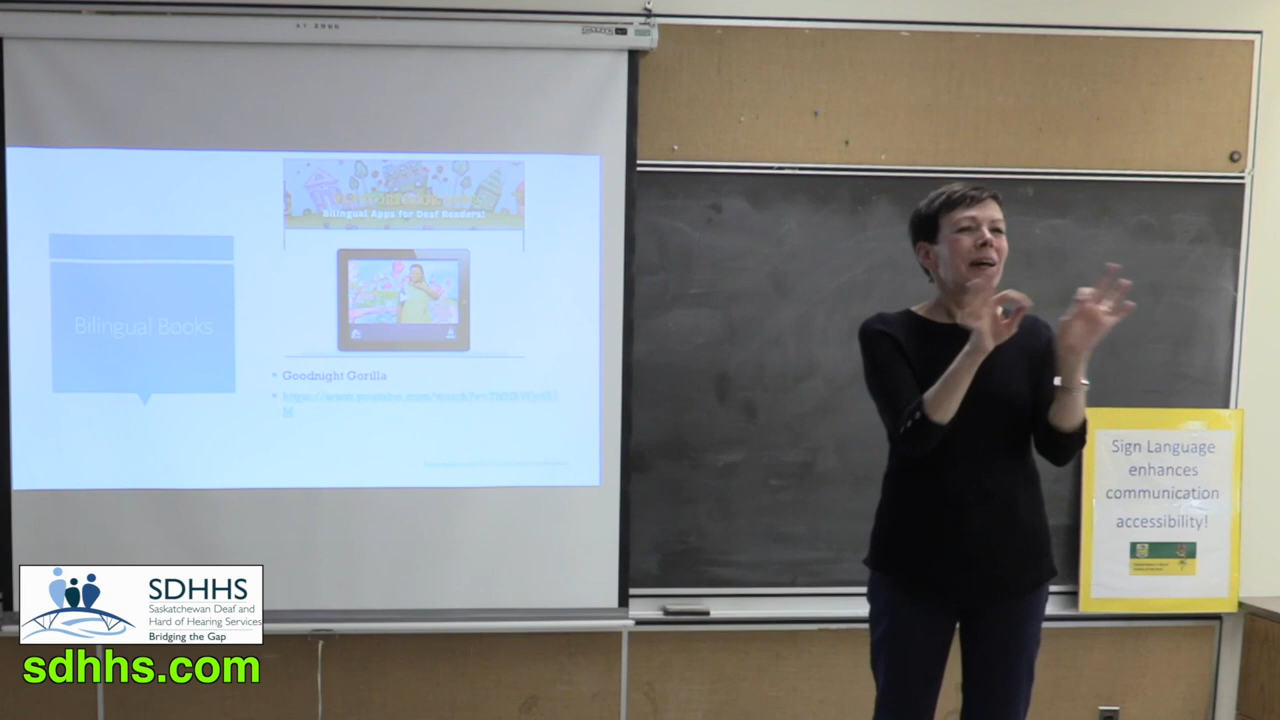 Bilingual Apps for Deaf Readers!
Bilingual Books
Goodnight Gorilla
Sign Language
enhances
communication
accessibility!
SDHHS
Saskatchewan Deaf and
Hard of Hearing Services
Bridging the Gap
sdhhs.com